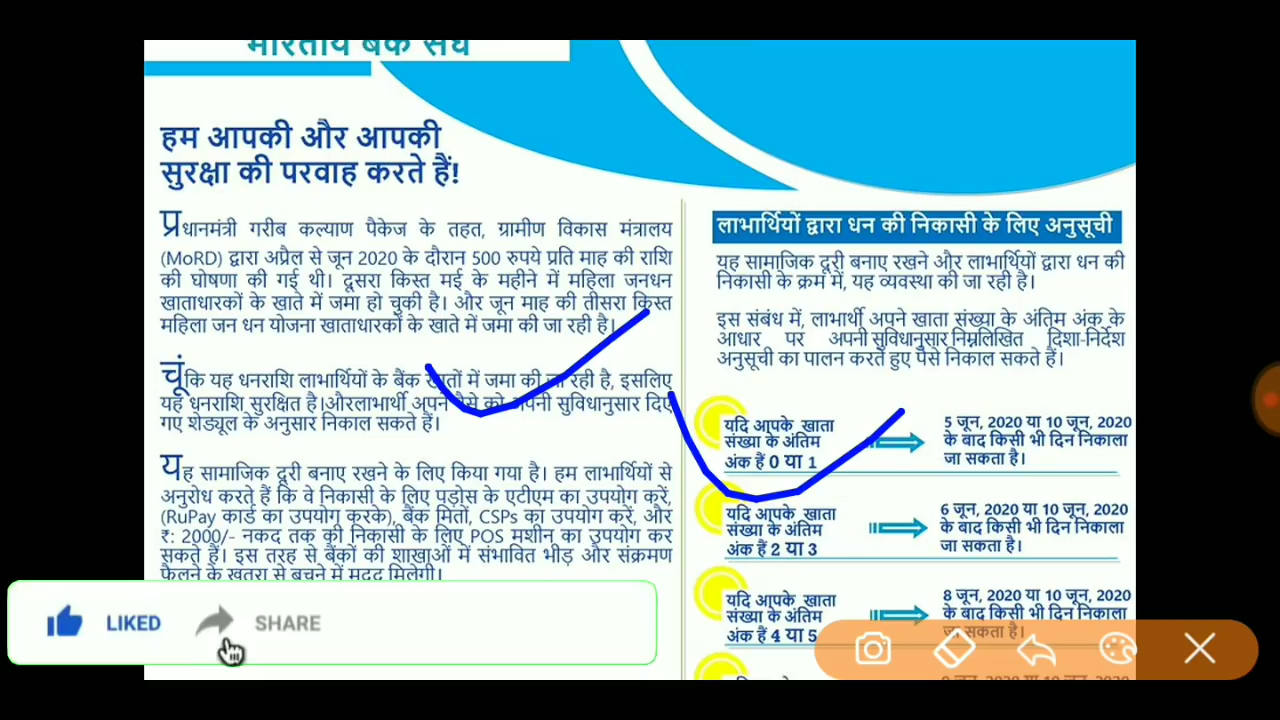 भारतीय बैंक संघ
हम आपकी और आपकी
सुरक्षा की परवाह करते हैं!
प्रधानमंत्री गरीब कल्याण पैकेज के तहत, ग्रामीण विकास मंत्रालय
(MoRD) द्वारा अप्रैल से जून 2020 के दौरान 500 रुपये प्रति माह की राशि
की घोषणा की गई थी। दूसरा किस्त मई के महीने में महिला जनधन
खाताधारकों के खाते में जमा हो चुकी है। और जून माह की तीसरा किस्त
महिला जन धन योजना खाताधारकों के खाते में जमा की जा रही है।
चूंकि यह धनराशि लाभार्थियों के बैंक खातों में जमा की जा रही है, इसलिए
यह धनराशि सुरक्षित है।औरलाभार्थी अपने पैसे को अपनी सुविधानुसार दिए
गए शेड्यूल के अनुसार निकाल सकते हैं।
यह सामाजिक दूरी बनाए रखने के लिए किया गया है। हम लाभार्थियों से
अनुरोध करते हैं कि वे निकासी के लिए पड़ोस के एटीएम का उपयोग करें,
(RuPay कार्ड का उपयोग करके), बैंक मितों, CSPs का उपयोग करें, और
₹: 2000/- नकद तक की निकासी के लिए POS मशीन का उपयोग कर
सकते हैं। इस तरह से बैंकों की शाखाओं में संभावित भीड़ और संक्रमण
फैलने के खतरा से बचने में मदद मिलेगी।
लाभार्थियों द्वारा धन की निकासी के लिए अनुसूची
यह सामाजिक दूरी बनाए रखने और लाभार्थियों द्वारा धन की
निकासी के क्रम में, यह व्यवस्था की जा रही है।
इस संबंध में, लाभार्थी अपने खाता संख्या के अंतिम अंक के
आधार पर अपनी सुविधानुसार निम्नलिखित दिशा-निर्देश
अनुसूची का पालन करते हुए पैसे निकाल सकते हैं।
यदि आपके खाता
संख्या के अंतिम
अंक हैं 0 या 1
5 जून, 2020 या 10 जून, 2020
के बाद किसी भी दिन निकाला
जा सकता है।
यदि आपके खाता
संख्या के अंतिम
अंक हैं 2 या 3
6 जून, 2020 या 10 जून, 2020
के बाद किसी भी दिन निकाला
जा सकता है।
यदि आपके खाता
संख्या के अंतिम
अंक हैं 4 या 5
8 जून, 2020 या 10 जून, 2020
के बाद किसी भी दिन निकाला
जा सकता है।
LIKED
SHARE